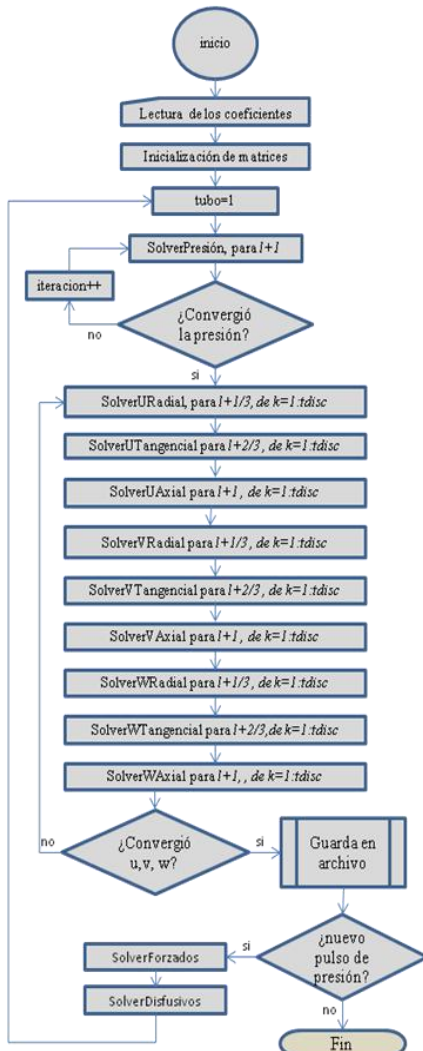 inicio
Lectura de los coeficientes
Inicialización de matrices
tubo=1
SolverPresión, para l+1
iteracion++
¿Convergió
la presión?
no
si
SolverURadial, para l+1/3, de k=1:tdisc
SolverUTangencial para l+2/3, de k=1:tdisc
SolverUAxial para l+1 , de k=1:tdisc
SolverVRadial para l+1/3, de k=1:tdisc
SolverVTangencial para l+2/3, de k=1:tdisc
SolverVAxial para l+1, de k=1:tdisc
SolverWRadial para l+1/3, de k=1:tdisc
SolverWTangencial para l+2/3,de k=1:tdisc
SolverWAxial para l+1, , de k=1:tdisc
no
¿Convergió
u,v, w?
si
Guarda en
archivo
si
¿nuevo
pulso de
presión?
SolverForzados
SolverDisfusivos
no
Fin